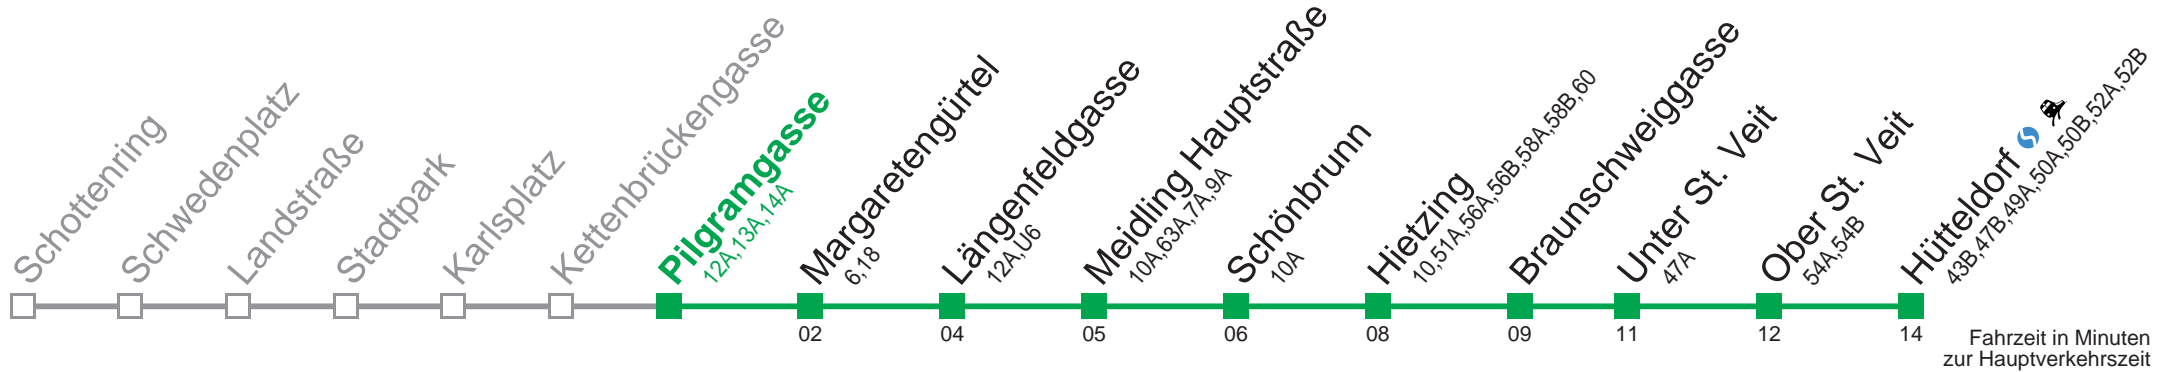 Schottenring
Schwedenplatz
Landstraße
Stadtpark
Karlsplatz
Kettenbrückengasse
Pilgramgasse
12A,13A,14A
Margaretengürtel
6,18
Längenfeldgasse
12A,U6
Meidling Hauptstraße
10A,63A,7A,9A
Schönbrunn
10A
Hietzing
10,51A,56A,56B,58A,58B,60
Braunschweiggasse
Unter St. Veit
47A
Ober St. Veit
54A,54B
Hütteldorf
43B,47B,49A,50A,50B,52A,52B
02 04 05 06 08 09 11 12 14
Fahrzeit in Minuten
zur Hauptverkehrszeit